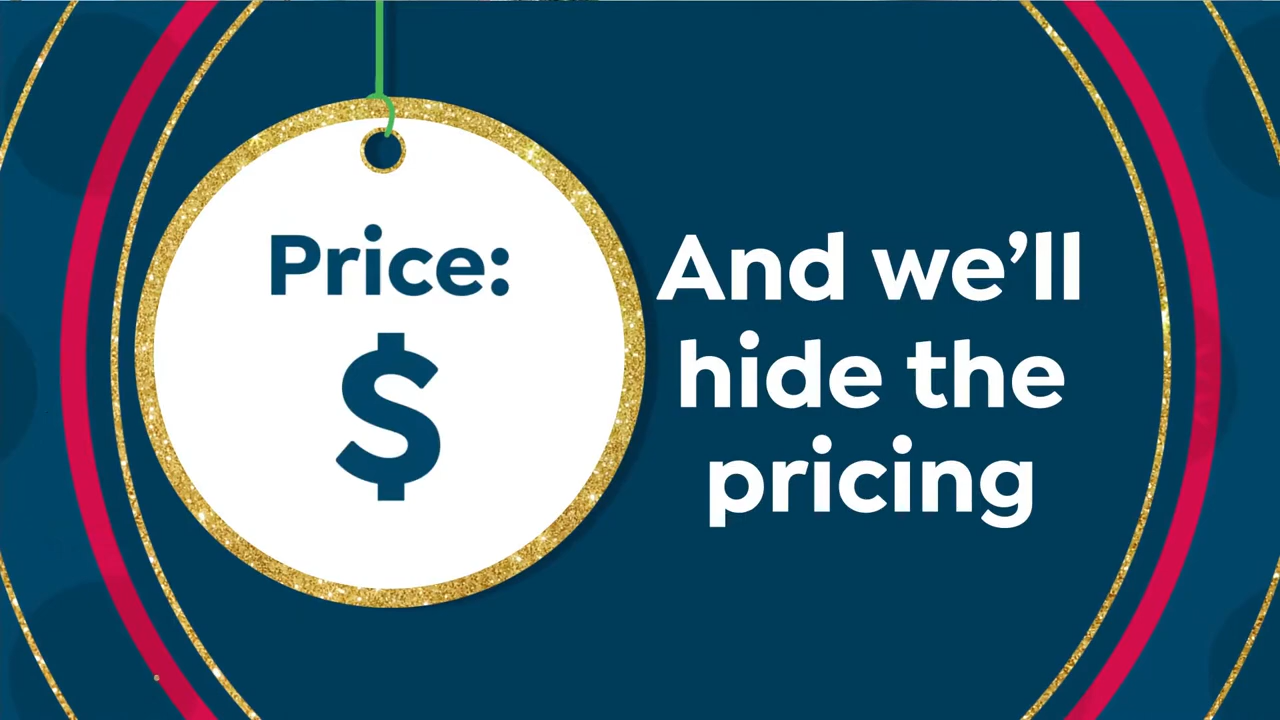 Price:
$
And we’ll
hide the
pricing